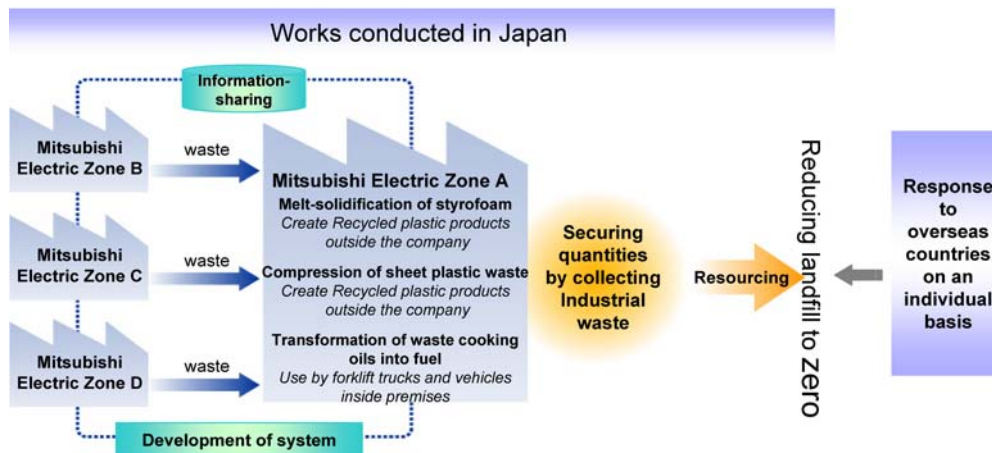 Works conducted in Japan
Information-
sharing
Mitsubishi
Electric Zone B
waste
Mitsubishi
Electric Zone C
waste
Mitsubishi
Electric Zone D
waste
Mitsubishi Electric Zone A
Melt-solidification of styrofoam
Create Recycled plastic products
outside the company
Compression of sheet plastic waste
Create Recycled plastic products
outside the company
Transformation of waste cooking
oils into fuel
Use by forklift trucks and vehicles
inside premises
Development of system
Securing
quantities
by collecting
Industrial
waste
Resourcing
Reducing landfill to zero
Response
to
overseas
countries
on an
individual
basis